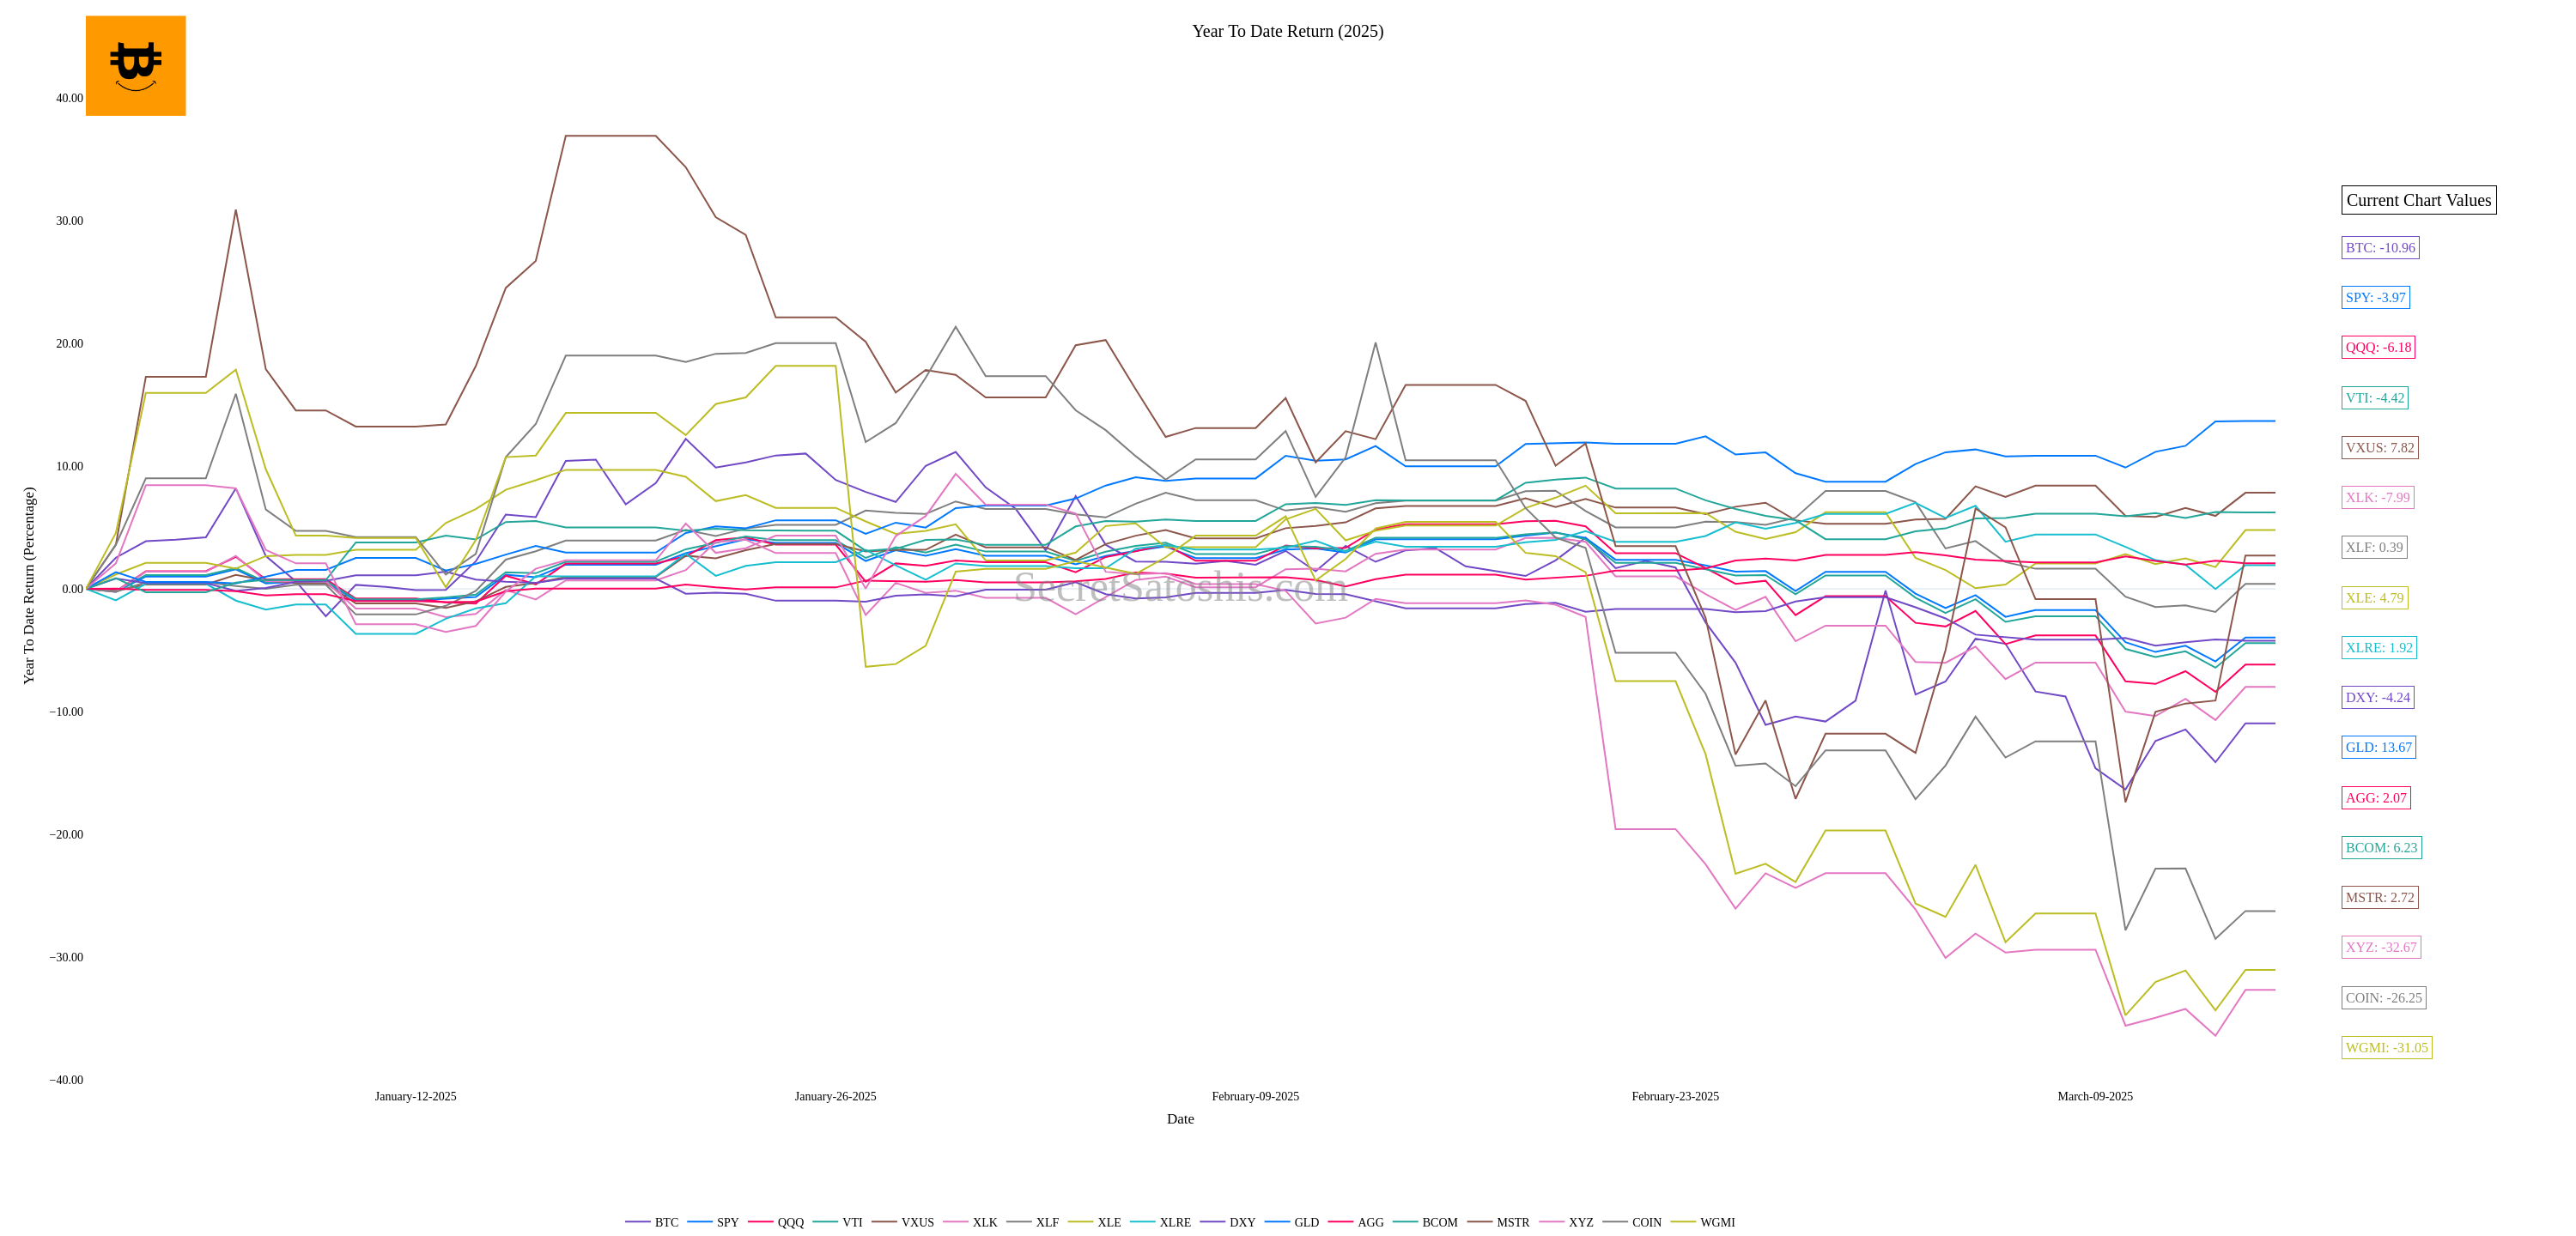 Year To Date Return (2025)
40.00
30.00
20.00
10.00
0.00
−10.00
−20.00
−30.00
−40.00
Year To Date Return (Percentage)
SecretSatoshis.com
January-12-2025
January-26-2025
February-09-2025
February-23-2025
March-09-2025
Date
Current Chart Values
BTC: -10.96
SPY: -3.97
QQQ: -6.18
VTI: -4.42
VXUS: 7.82
XLK: -7.99
XLF: 0.39
XLE: 4.79
XLRE: 1.92
DXY: -4.24
GLD: 13.67
AGG: 2.07
BCOM: 6.23
MSTR: 2.72
XYZ: -32.67
COIN: -26.25
WGMI: -31.05
BTC SPY QQQ VTI VXUS XLK XLF XLE XLRE DXY GLD AGG BCOM MSTR XYZ COIN WGMI